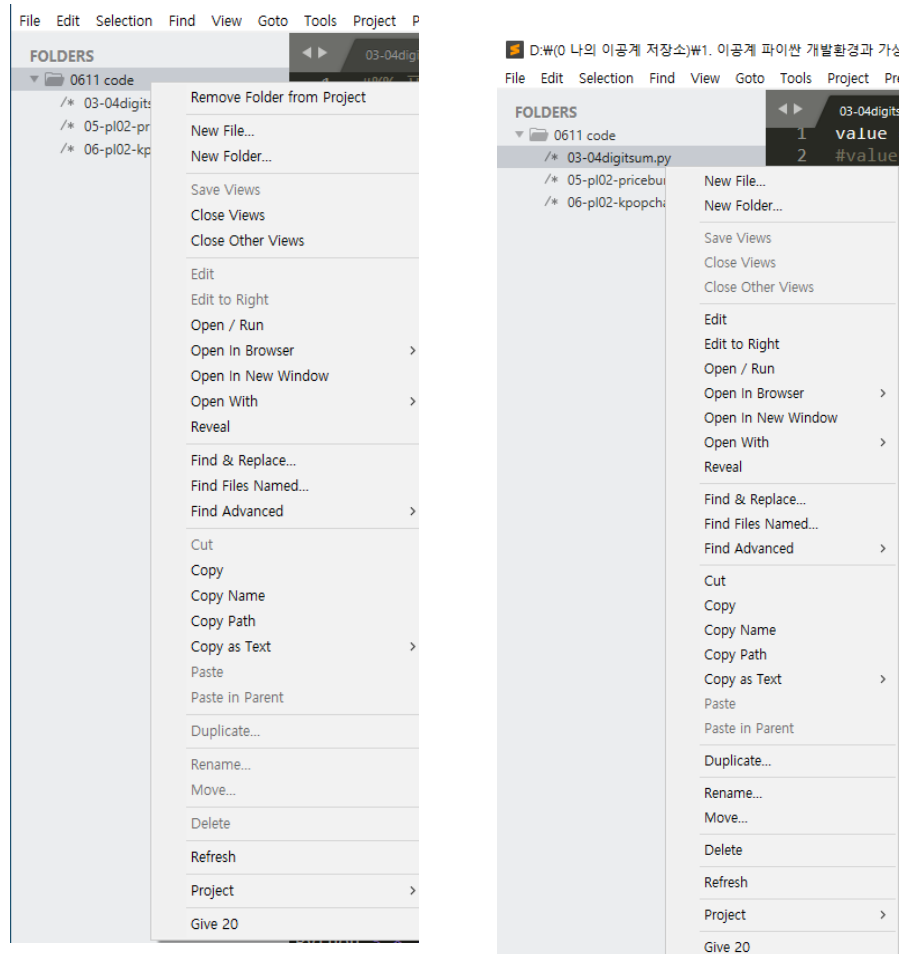 File Edit Selection Find View Goto Tools Project P
FOLDERS
03-04digi
0611 code
/* 03-04digits
/* 05-pl02-pr
/* 06-pl02-kp
Remove Folder from Project
New File...
New Folder...
Save Views
Close Views
Close Other Views
Edit
Edit to Right
Open / Run
Open In Browser
Open In New Window
Open With
Reveal
Find & Replace...
Find Files Named...
Find Advanced
Cut
Copy
Copy Name
Copy Path
Copy as Text
Paste
Paste in Parent
Duplicate...
Rename...
Move...
Delete
Refresh
Project
Give 20
D:₩(0 나의 이공계 저장소)₩1. 이공계 파이싼 개발환경과 가상
File Edit Selection Find View Goto Tools Project Pre
FOLDERS
03-04digits
0611 code
1 value
/* 03-04digitsum.py
2 #value
/* 05-pl02-pricebu
/* 06-pl02-kpopcha
New File...
New Folder...
Save Views
Close Views
Close Other Views
Edit
Edit to Right
Open / Run
Open In Browser
Open In New Window
Open With
Reveal
Find & Replace...
Find Files Named...
Find Advanced
Cut
Copy
Copy Name
Copy Path
Copy as Text
Paste
Paste in Parent
Duplicate...
Rename...
Move...
Delete
Refresh
Project
Give 20